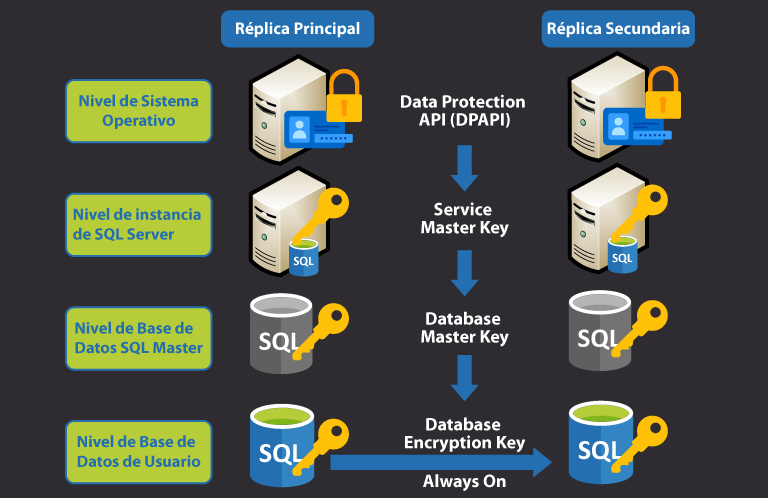 Réplica Principal
Réplica Secundaria
Nivel de Sistema
Operativo
Data Protection
API (DPAPI)
Nivel de instancia
de SQL Server
SQL
Service
Master Key
SQL
Nivel de Base de
Datos SQL Master
SQL
Database
Master Key
SQL
Nivel de Base de
Datos de Usuario
SQL
Database
Encryption Key
Always On
SQL